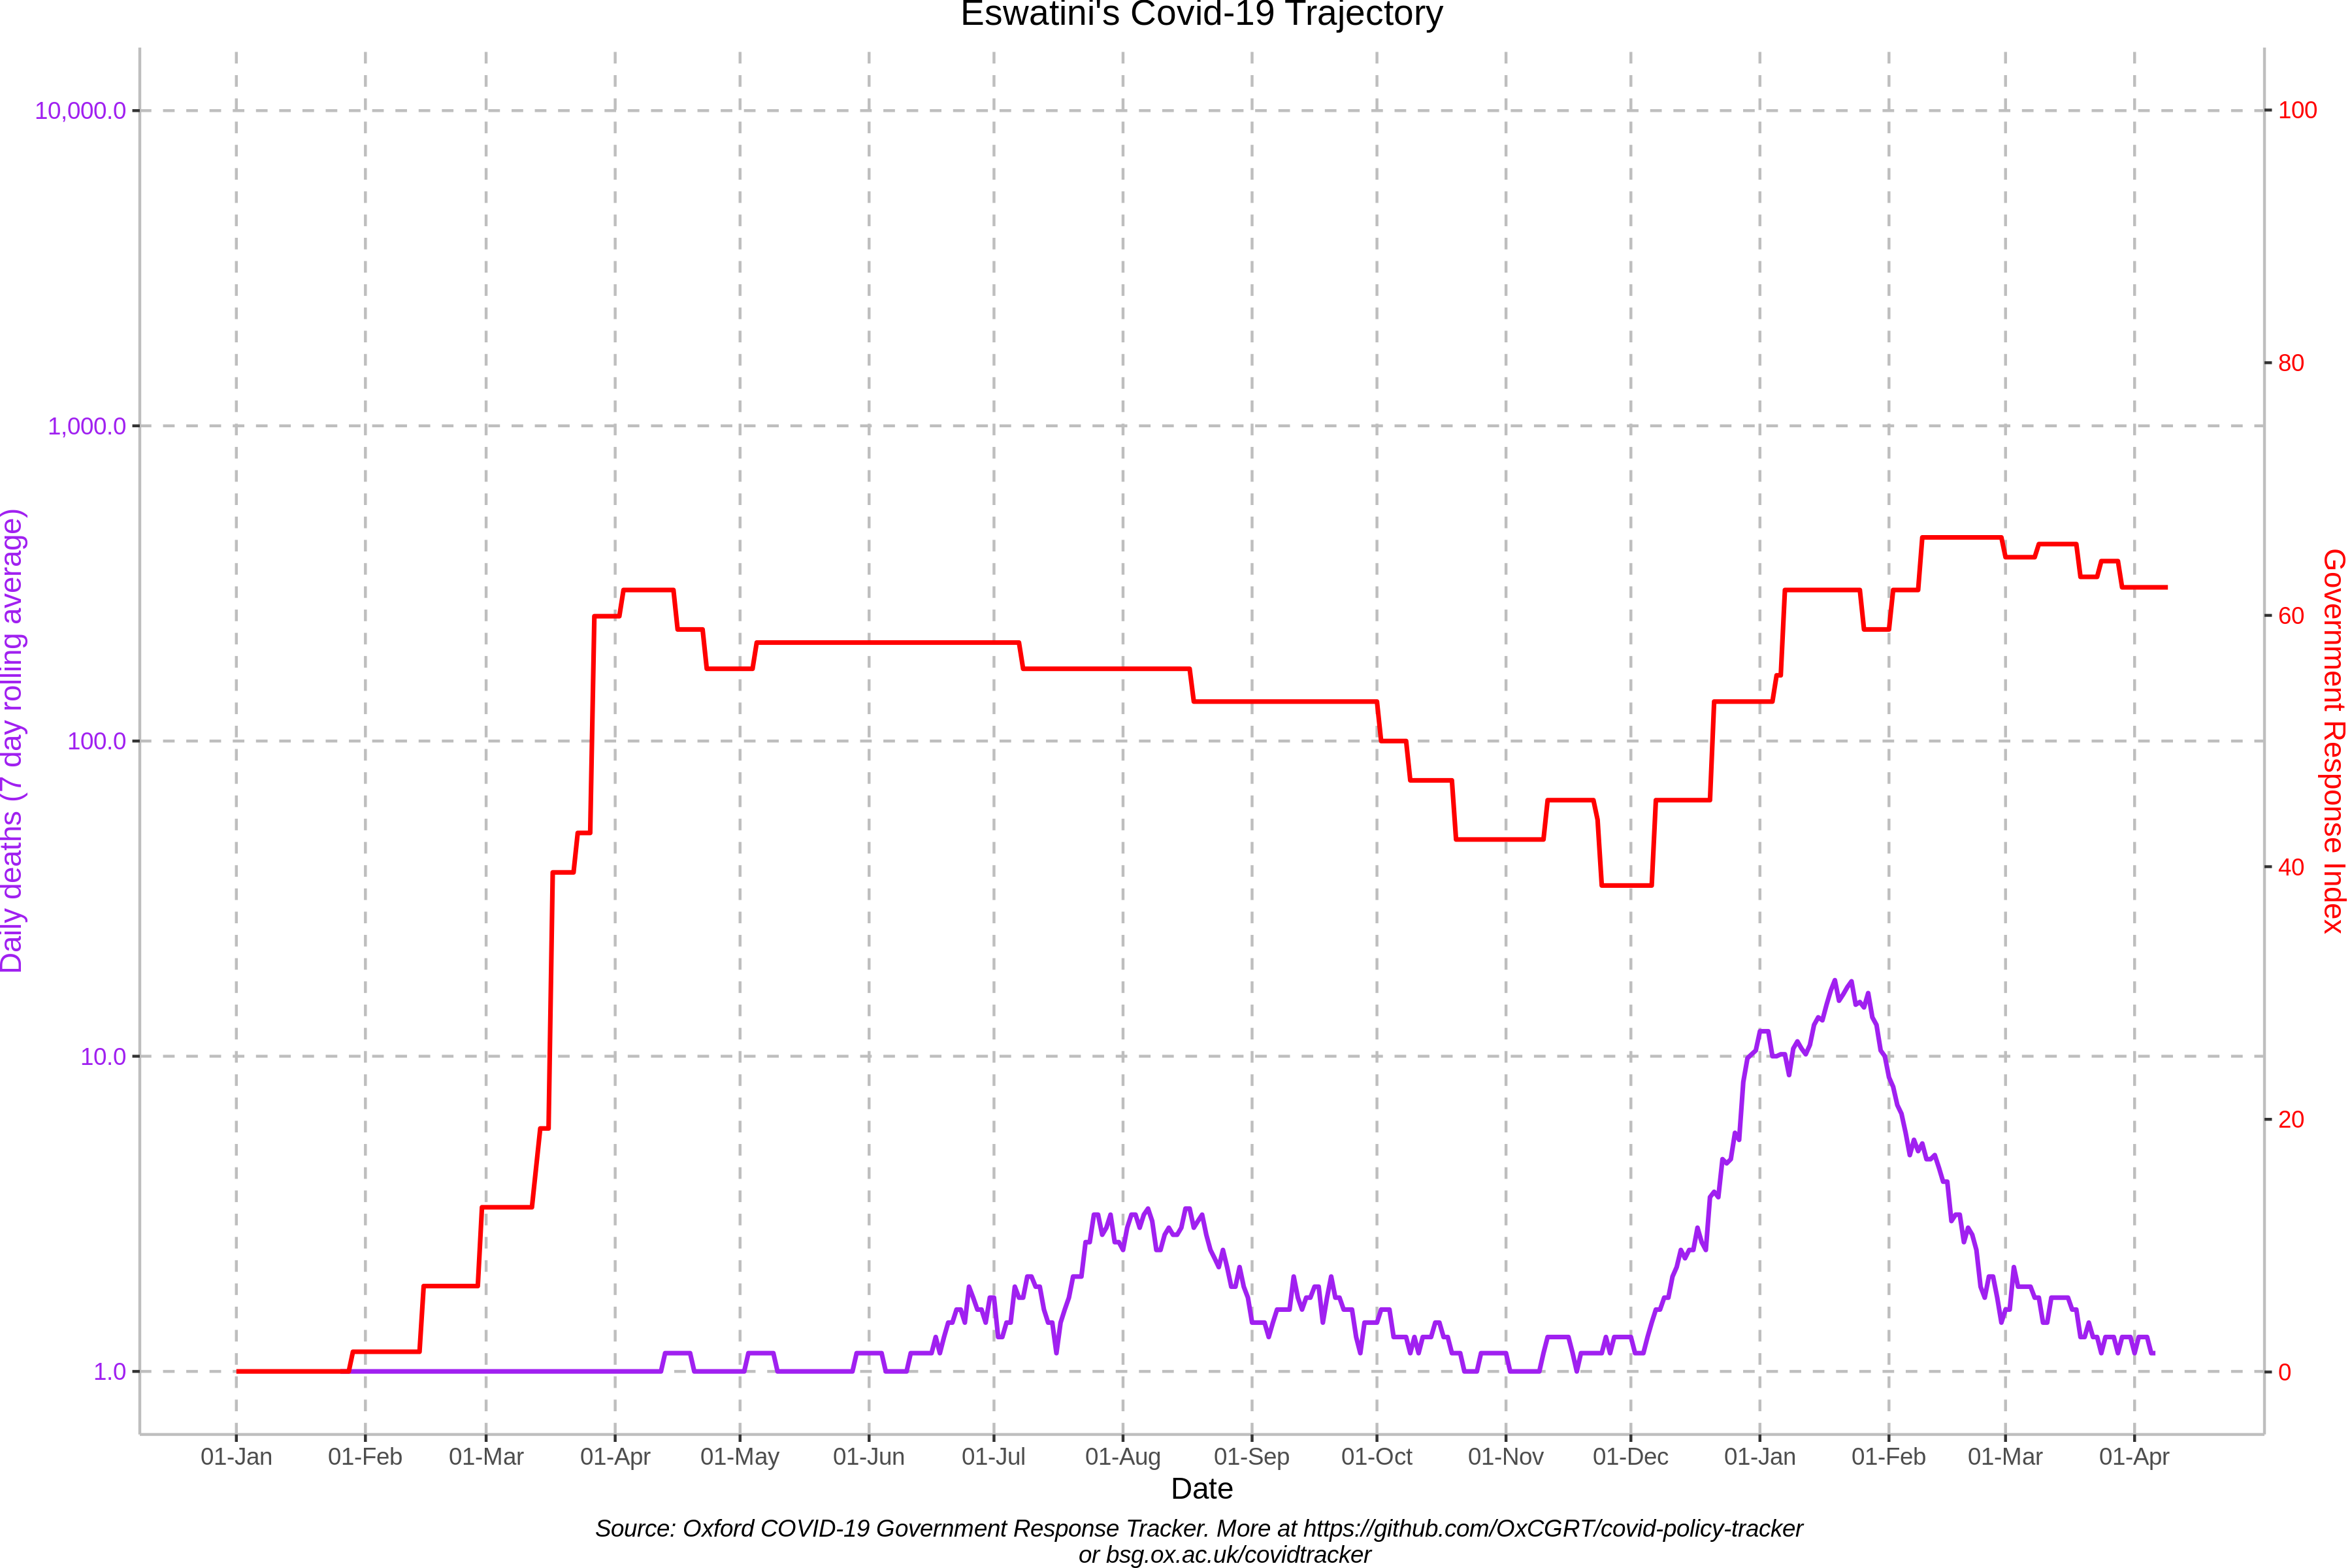 Eswatini's Covid-19 Trajectory
10,000.0
1,000.0
100.0
10.0
1.0
Daily deaths (7 day rolling average)
100
80
60
40
20
0
Government Response Index
01-Jan 01-Feb 01-Mar 01-Apr 01-May 01-Jun 01-Jul 01-Aug 01-Sep 01-Oct 01-Nov 01-Dec 01-Jan 01-Feb 01-Mar 01-Apr
Date
Source: Oxford COVID-19 Government Response Tracker. More at https://github.com/OxCGRT/covid-policy-tracker
or bsg.ox.ac.uk/covidtracker